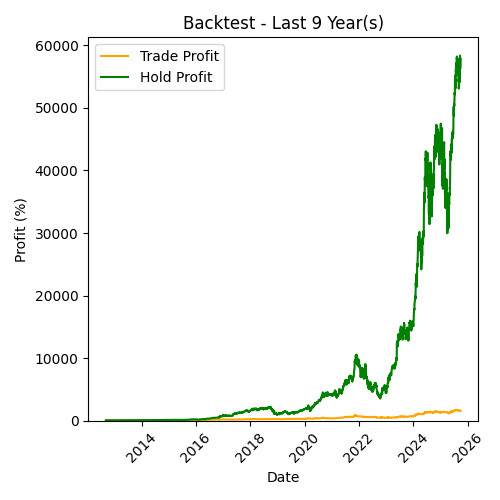 Backtest - Last 9 Year(s)
Trade Profit
Hold Profit
60000
50000
40000
30000
20000
10000
0
Profit (%)
2014
2016
2018
2020
2022
2024
2026
Date